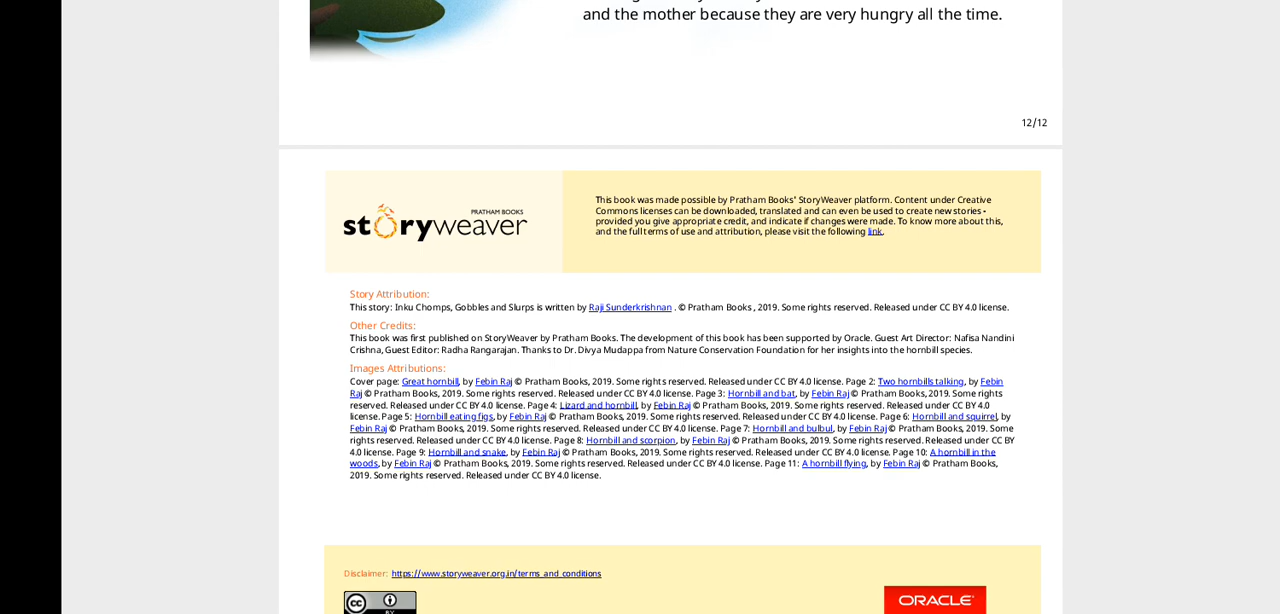 and the mother because they are very hungry all the time.
12/12
PRATHAM BOOKS
storyweaver
This book was made possible by Pratham Books' StoryWeaver platform. Content under Creative
Commons licenses can be downloaded, translated and can even be used to create new stories -
provided you give appropriate credit, and indicate if changes were made. To know more about this,
and the full terms of use and attribution, please visit the following link.
Story Attribution:
This story: Inku Chomps, Gobbles and Slurps is written by Raji Sunderkrishnan . © Pratham Books , 2019. Some rights reserved. Released under CC BY 4.0 license.
Other Credits:
This book was first published on StoryWeaver by Pratham Books. The development of this book has been supported by Oracle. Guest Art Director: Nafisa Nandini
Crishna, Guest Editor: Radha Rangarajan. Thanks to Dr. Divya Mudappa from Nature Conservation Foundation for her insights into the hornbill species.
Images Attributions:
Cover page: Great hornbill, by Febin Raj © Pratham Books, 2019. Some rights reserved. Released under CC BY 4.0 license. Page 2: Two hornbills talking, by Febin
Raj © Pratham Books, 2019. Some rights reserved. Released under CC BY 4.0 license. Page 3: Hornbill and bat, by Febin Raj © Pratham Books, 2019. Some rights
reserved. Released under CC BY 4.0 license. Page 4: Lizard and hornbill, by Febin Raj © Pratham Books, 2019. Some rights reserved. Released under CC BY 4.0
license. Page 5: Hornbill eating figs, by Febin Raj © Pratham Books, 2019. Some rights reserved. Released under CC BY 4.0 license. Page 6: Hornbill and squirrel, by
Febin Raj © Pratham Books, 2019. Some rights reserved. Released under CC BY 4.0 license. Page 7: Hornbill and bulbul, by Febin Raj © Pratham Books, 2019. Some
rights reserved. Released under CC BY 4.0 license. Page 8: Hornbill and scorpion, by Febin Raj © Pratham Books, 2019. Some rights reserved. Released under CC BY
4.0 license. Page 9: Hornbill and snake, by Febin Raj © Pratham Books, 2019. Some rights reserved. Released under CC BY 4.0 license. Page 10: A hornbill in the
woods, by Febin Raj © Pratham Books, 2019. Some rights reserved. Released under CC BY 4.0 license. Page 11: A hornbill flying, by Febin Raj © Pratham Books,
2019. Some rights reserved. Released under CC BY 4.0 license.
Disclaimer: https://www.storyweaver.org.in/terms_and_conditions
cc
BY
ORACLE